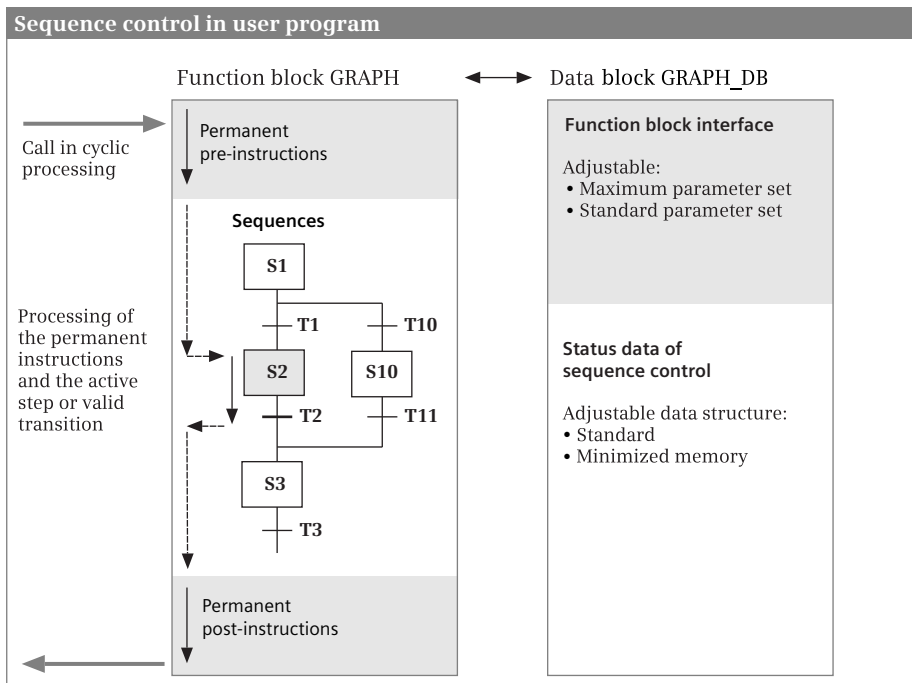 Sequence control in user program
Function block GRAPH
Data block GRAPH_DB
Call in cyclic
processing
Permanent
pre-instructions
Sequences
S1
T1
T10
S2
S10
T2
T11
S3
T3
Processing of
the permanent
instructions
and the active
step or valid
transition
Permanent
post-instructions
Function block interface
Adjustable:
• Maximum parameter set
• Standard parameter set
Status data of
sequence control
Adjustable data structure:
• Standard
• Minimized memory